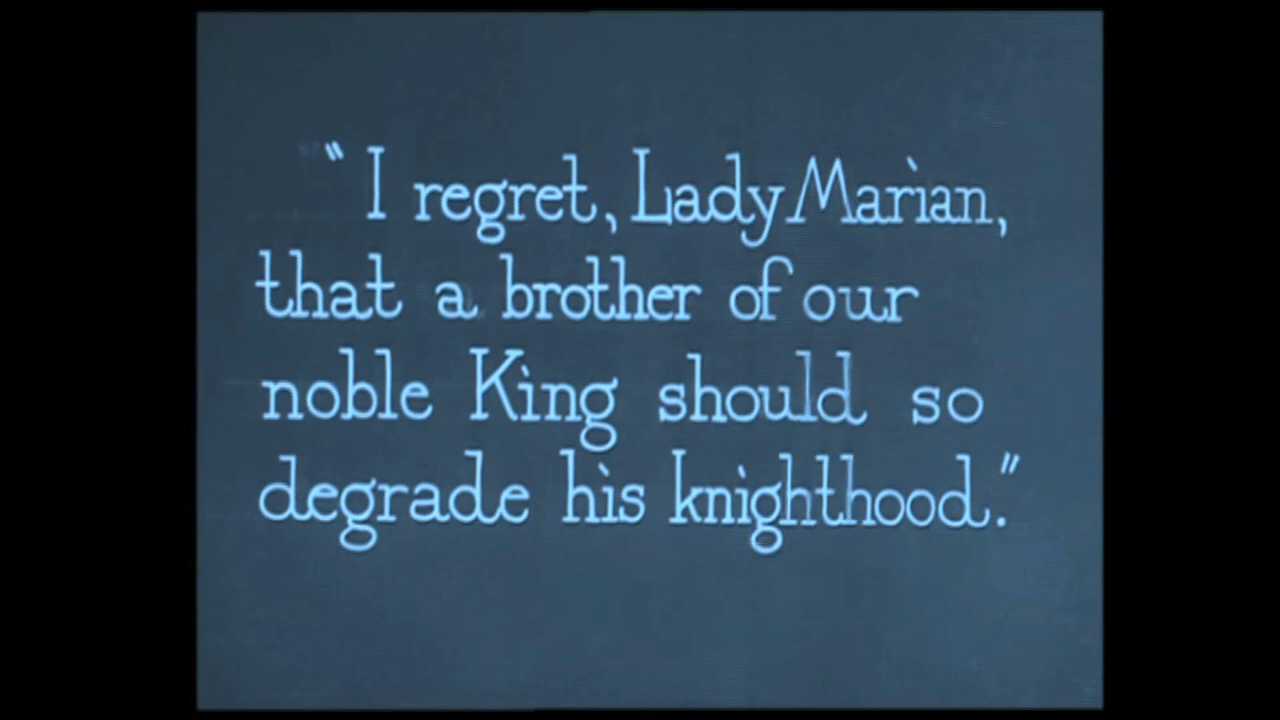 "I regret, Lady Marian,
that a brother of our
noble King should so
degrade his knighthood."